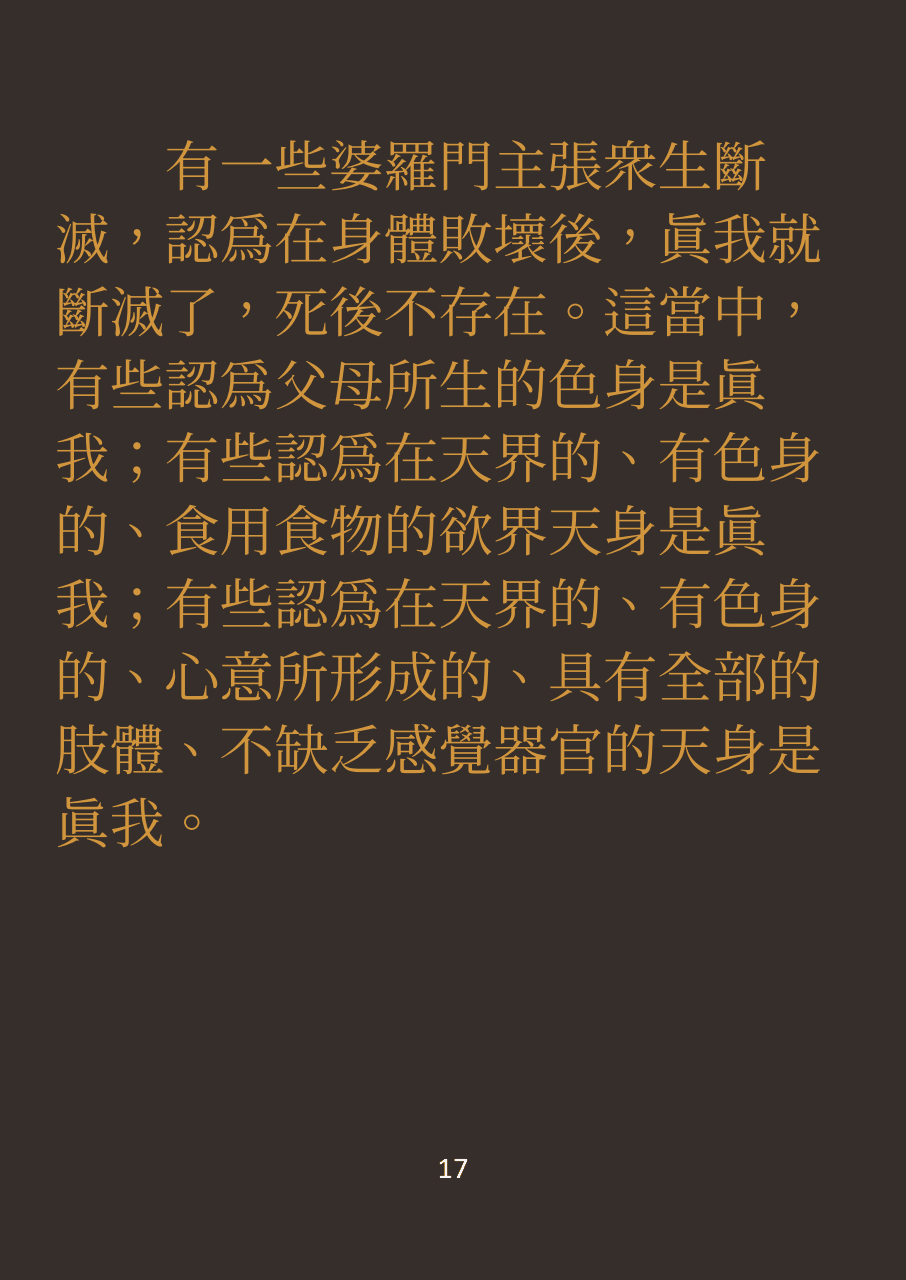 有一些婆羅門主張衆生斷
滅，認爲在身體敗壞後，眞我就
斷滅了，死後不存在。這當中，
有些認爲父母所生的色身是眞
我；有些認爲在天界的、有色身
的、食用食物的欲界天身是眞
我；有些認爲在天界的、有色身
的、心意所形成的、具有全部的
肢體、不缺乏感覺器官的天身是
眞我。
17